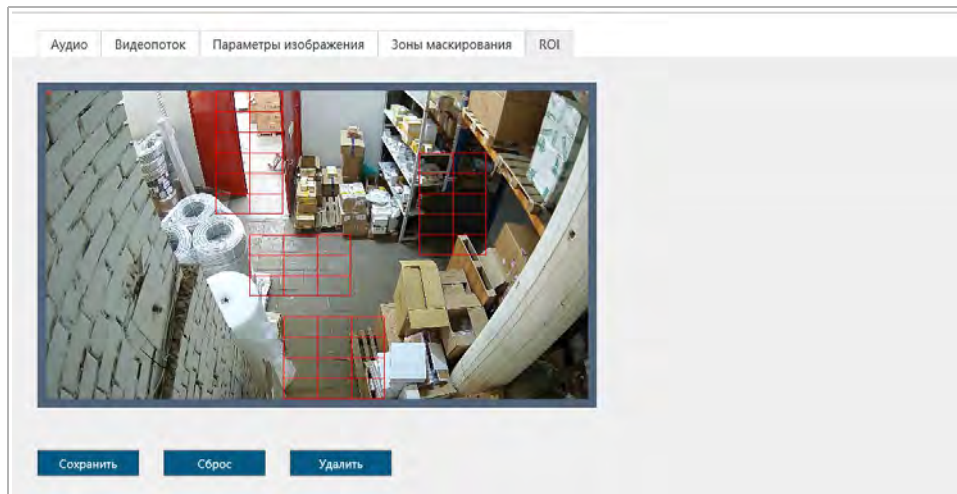 Аудио Видеопоток Параметры изображения Зоны маскирования ROI
Сохранить Сброс Удалить